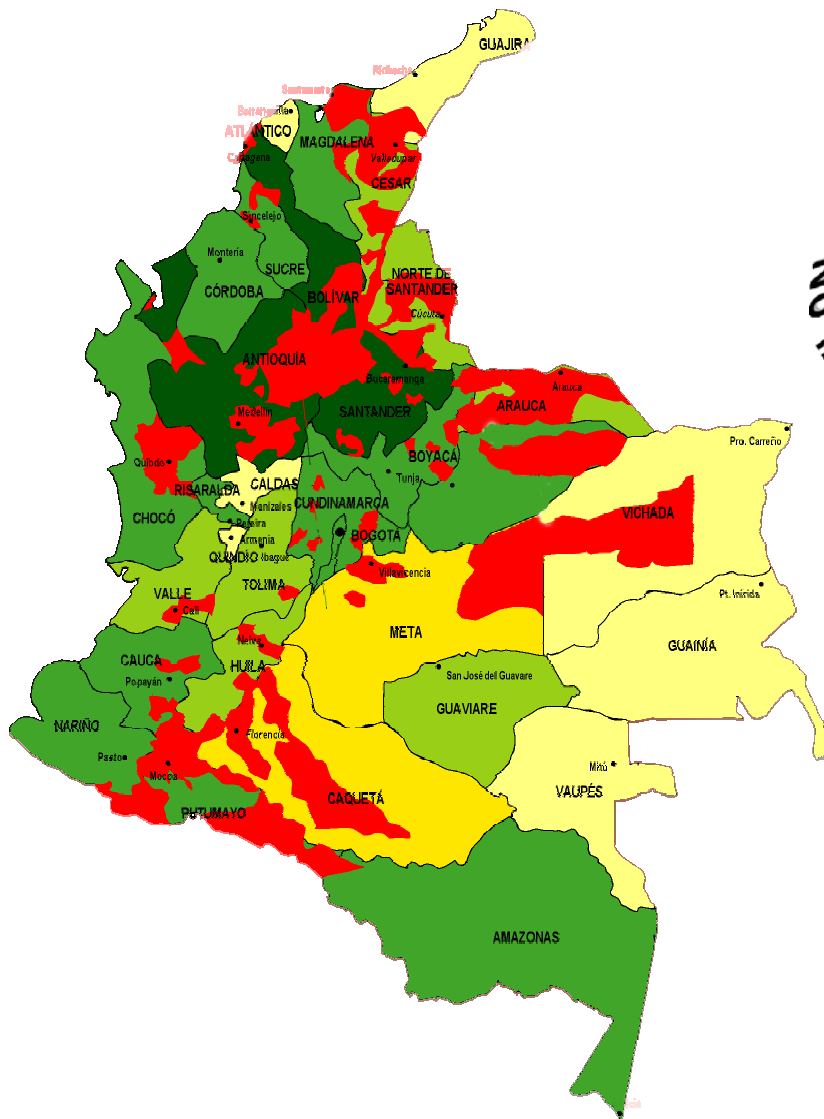 GUAJIRA
Riohacha
Santamarta
Barranquilla
ATLÁNTICO
MAGDALENA
Cartagena
Valledupar
CESAR
Sincelejo
Montería
SUCRE
NORTE DE
SANTANDER
CÓRDOBA
BOLÍVAR
Cúcuta
ANTIOQUÍA
Bucaramanga
Arauca
SANTANDER
ARAUCA
Medellín
Pro. Carreño
BOYACÁ
Quibdo
Tunja
RISARALDA
CALDAS
CUNDINAMARCA
Manizales
CHOCÓ
VICHADA
Pereira
BOGOTÁ
Armenia
QUINDÍO
Ibagué
Villavicencia
TOLIMA
VALLE
Pt. Inírida
Cali
META
Neiva
GUAINÍA
CAUCA
HUILA
San José del Guavare
Popayán
GUAVIARE
NARIÑO
Florencia
Pasto
Mocoa
Mitú
VAUPÉS
CAQUETÁ
PUTUMAYO
AMAZONAS